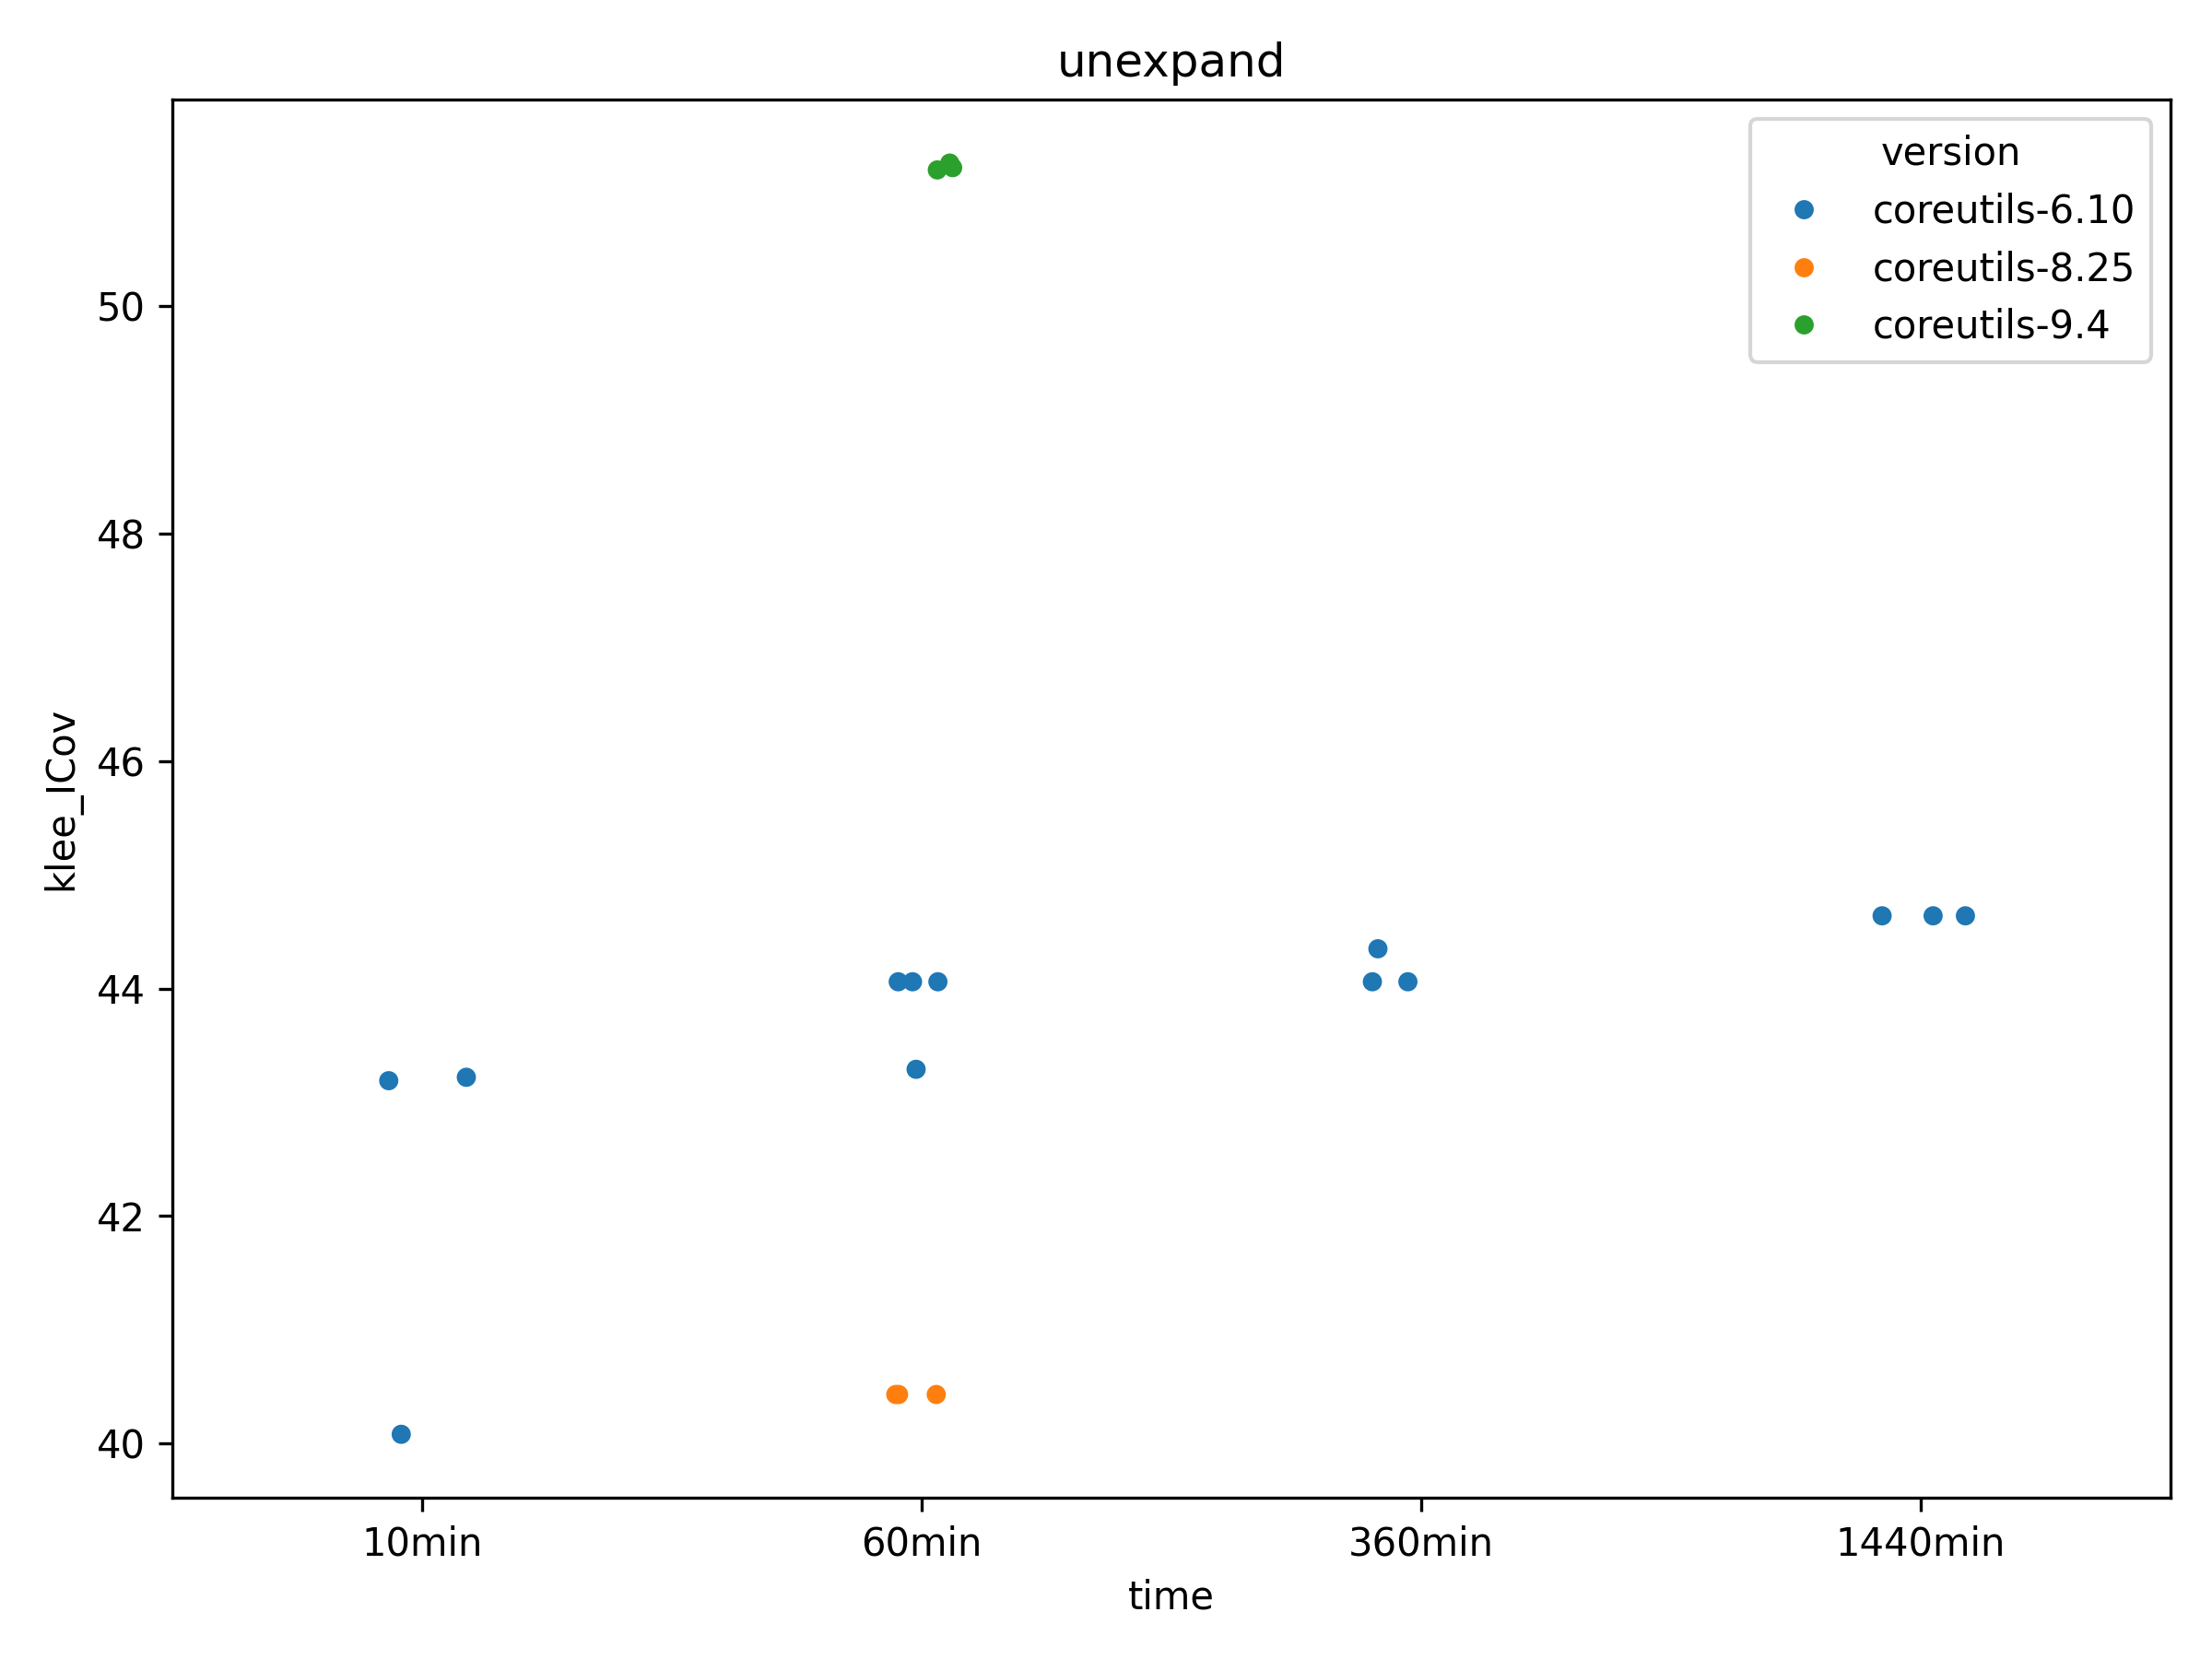 unexpand
version
coreutils-6.10
coreutils-8.25
coreutils-9.4
50
48
46
44
42
40
klee_ICov
10min
60min
360min
1440min
time